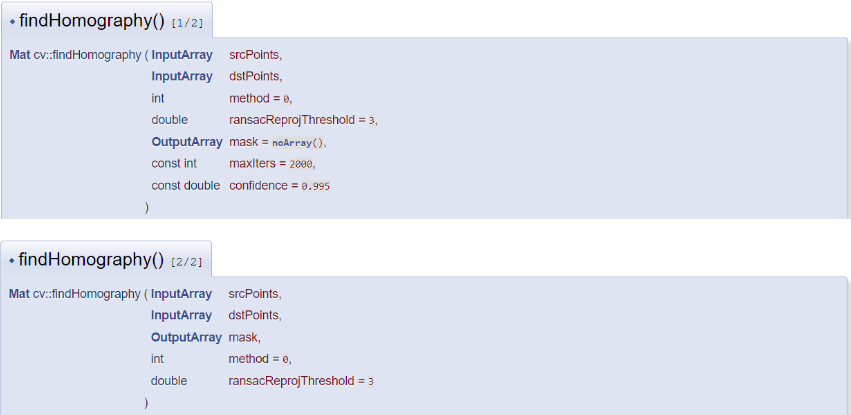 ◆ findHomography() [1/2]
Mat cv::findHomography ( InputArray srcPoints,
InputArray dstPoints,
int method = 0,
double ransacReprojThreshold = 3,
OutputArray mask = noArray(),
const int maxIters = 2000,
const double confidence = 0.995
)
◆ findHomography() [2/2]
Mat cv::findHomography ( InputArray srcPoints,
InputArray dstPoints,
OutputArray mask,
int method = 0,
double ransacReprojThreshold = 3
)